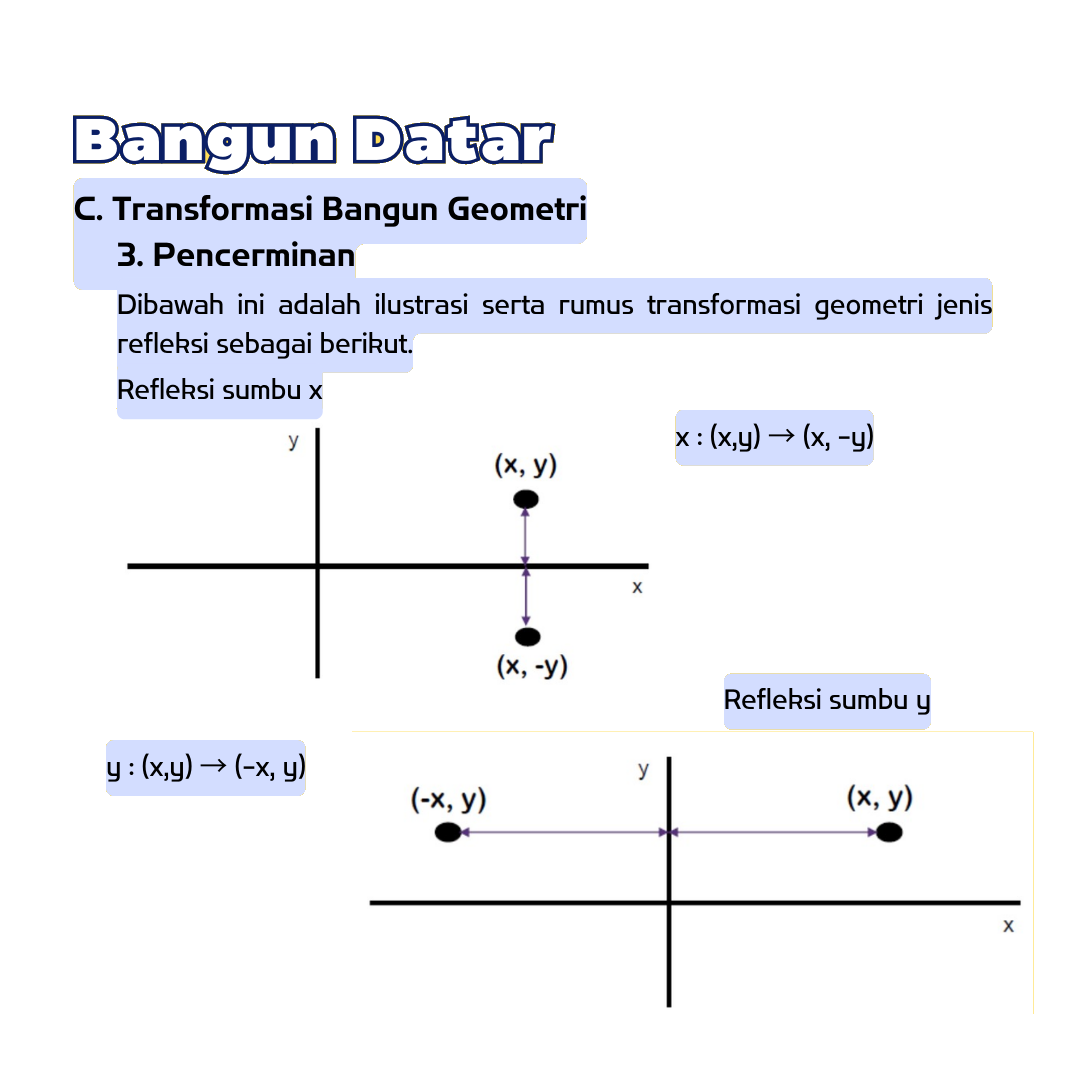 Bangun Datar
C. Transformasi Bangun Geometri
3. Pencerminan
Dibawah ini adalah ilustrasi serta rumus transformasi geometri jenis
refleksi sebagai berikut.
Refleksi sumbu x
x : (x,y) → (x, -y)
y
(x, y)
x
(x, -y)
Refleksi sumbu y
y : (x,y) → (-x, y)
y
(-x, y)
(x, y)
x